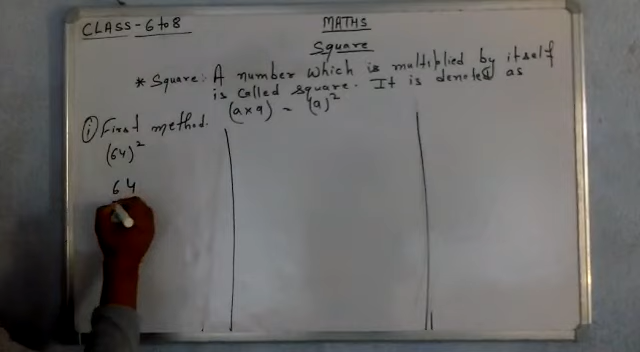 CLASS-6 to 8
MATHS
Square
* Square: A number which is multiplied by itself
is called square. It is denoted as
(a×a) = (a)²
(i) First method.
(64)²
64